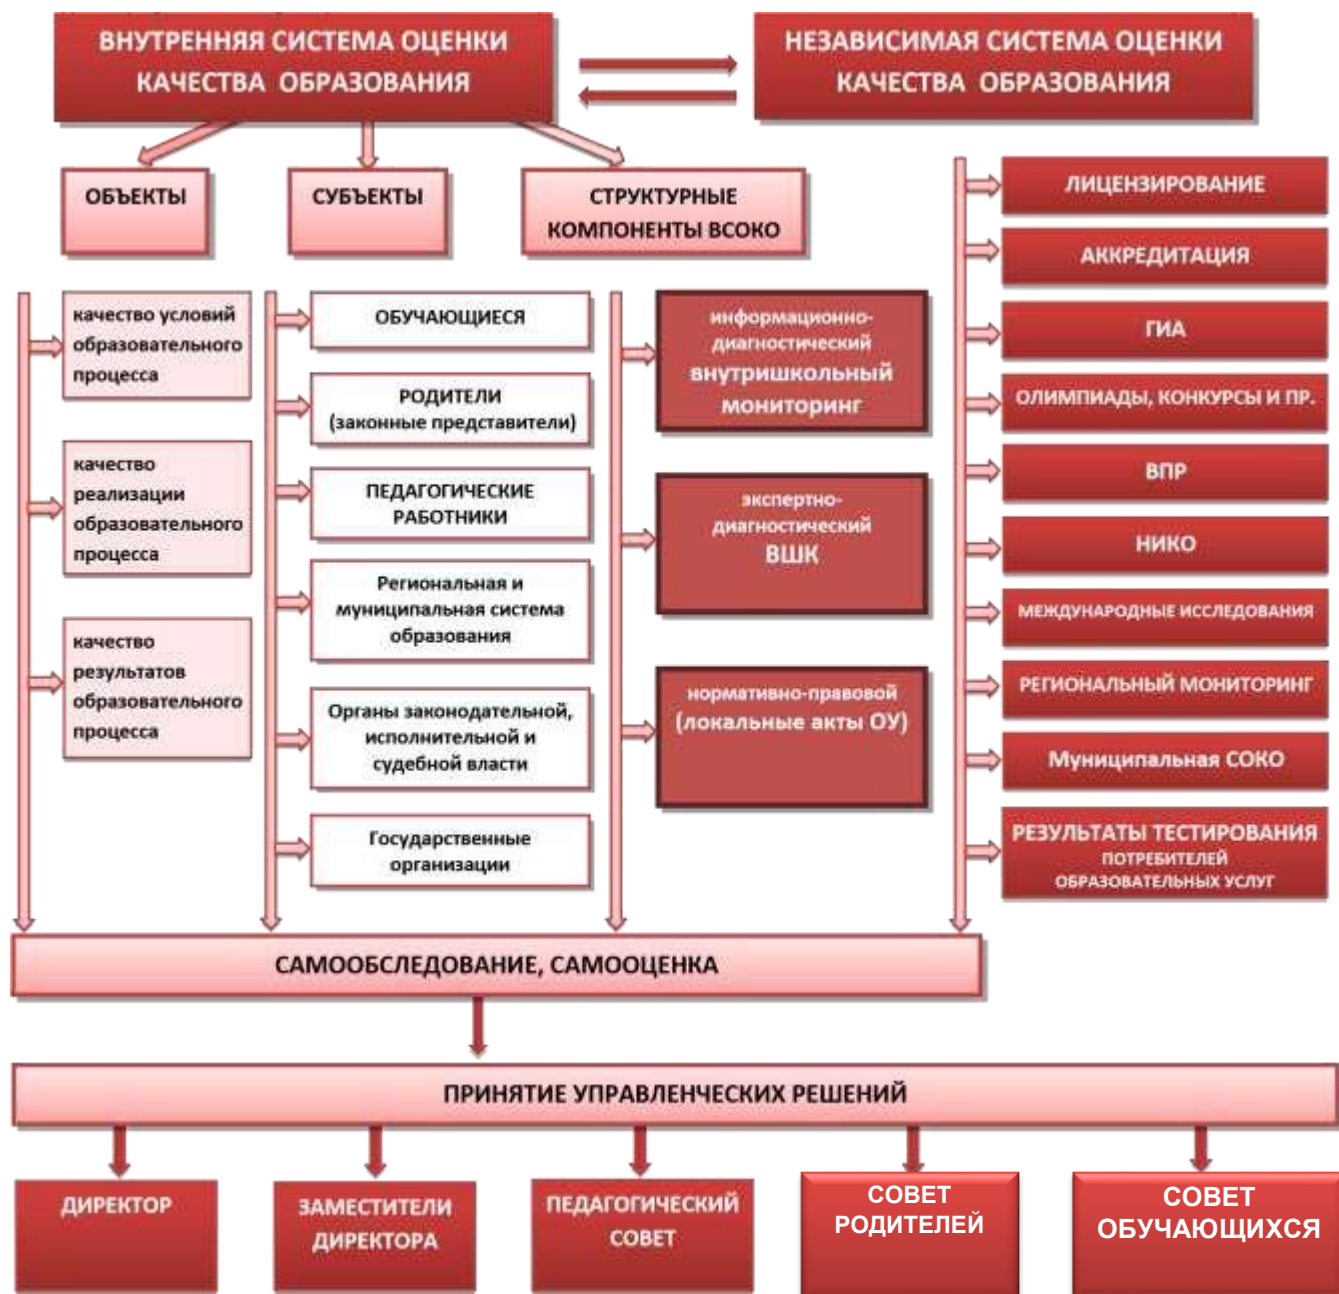 ВНУТРЕННЯЯ СИСТЕМА ОЦЕНКИ
КАЧЕСТВА ОБРАЗОВАНИЯ
НЕЗАВИСИМАЯ СИСТЕМА ОЦЕНКИ
КАЧЕСТВА ОБРАЗОВАНИЯ
ОБЪЕКТЫ
СУБЪЕКТЫ
СТРУКТУРНЫЕ
КОМПОНЕНТЫ ВСОКО
качество условий
образовательного
процесса
качество
реализации
образовательного
процесса
качество
результатов
образовательного
процесса
ОБУЧАЮЩИЕСЯ
РОДИТЕЛИ
(законные представители)
ПЕДАГОГИЧЕСКИЕ
РАБОТНИКИ
Региональная и
муниципальная система
образования
Органы законодательной,
исполнительной и
судебной власти
Государственные
организации
информационно-
диагностический
внутришкольный
мониторинг
экспертно-
диагностический
ВШК
нормативно-правовой
(локальные акты ОУ)
ЛИЦЕНЗИРОВАНИЕ
АККРЕДИТАЦИЯ
ГИА
ОЛИМПИАДЫ, КОНКУРСЫ И ПР.
ВПР
НИКО
МЕЖДУНАРОДНЫЕ ИССЛЕДОВАНИЯ
РЕГИОНАЛЬНЫЙ МОНИТОРИНГ
Муниципальная СОКО
РЕЗУЛЬТАТЫ ТЕСТИРОВАНИЯ
ПОТРЕБИТЕЛЕЙ
ОБРАЗОВАТЕЛЬНЫХ УСЛУГ
САМООБСЛЕДОВАНИЕ, САМООЦЕНКА
ПРИНЯТИЕ УПРАВЛЕНЧЕСКИХ РЕШЕНИЙ
ДИРЕКТОР
ЗАМЕСТИТЕЛИ
ДИРЕКТОРА
ПЕДАГОГИЧЕСКИЙ
СОВЕТ
СОВЕТ
РОДИТЕЛЕЙ
СОВЕТ
ОБУЧАЮЩИХСЯ